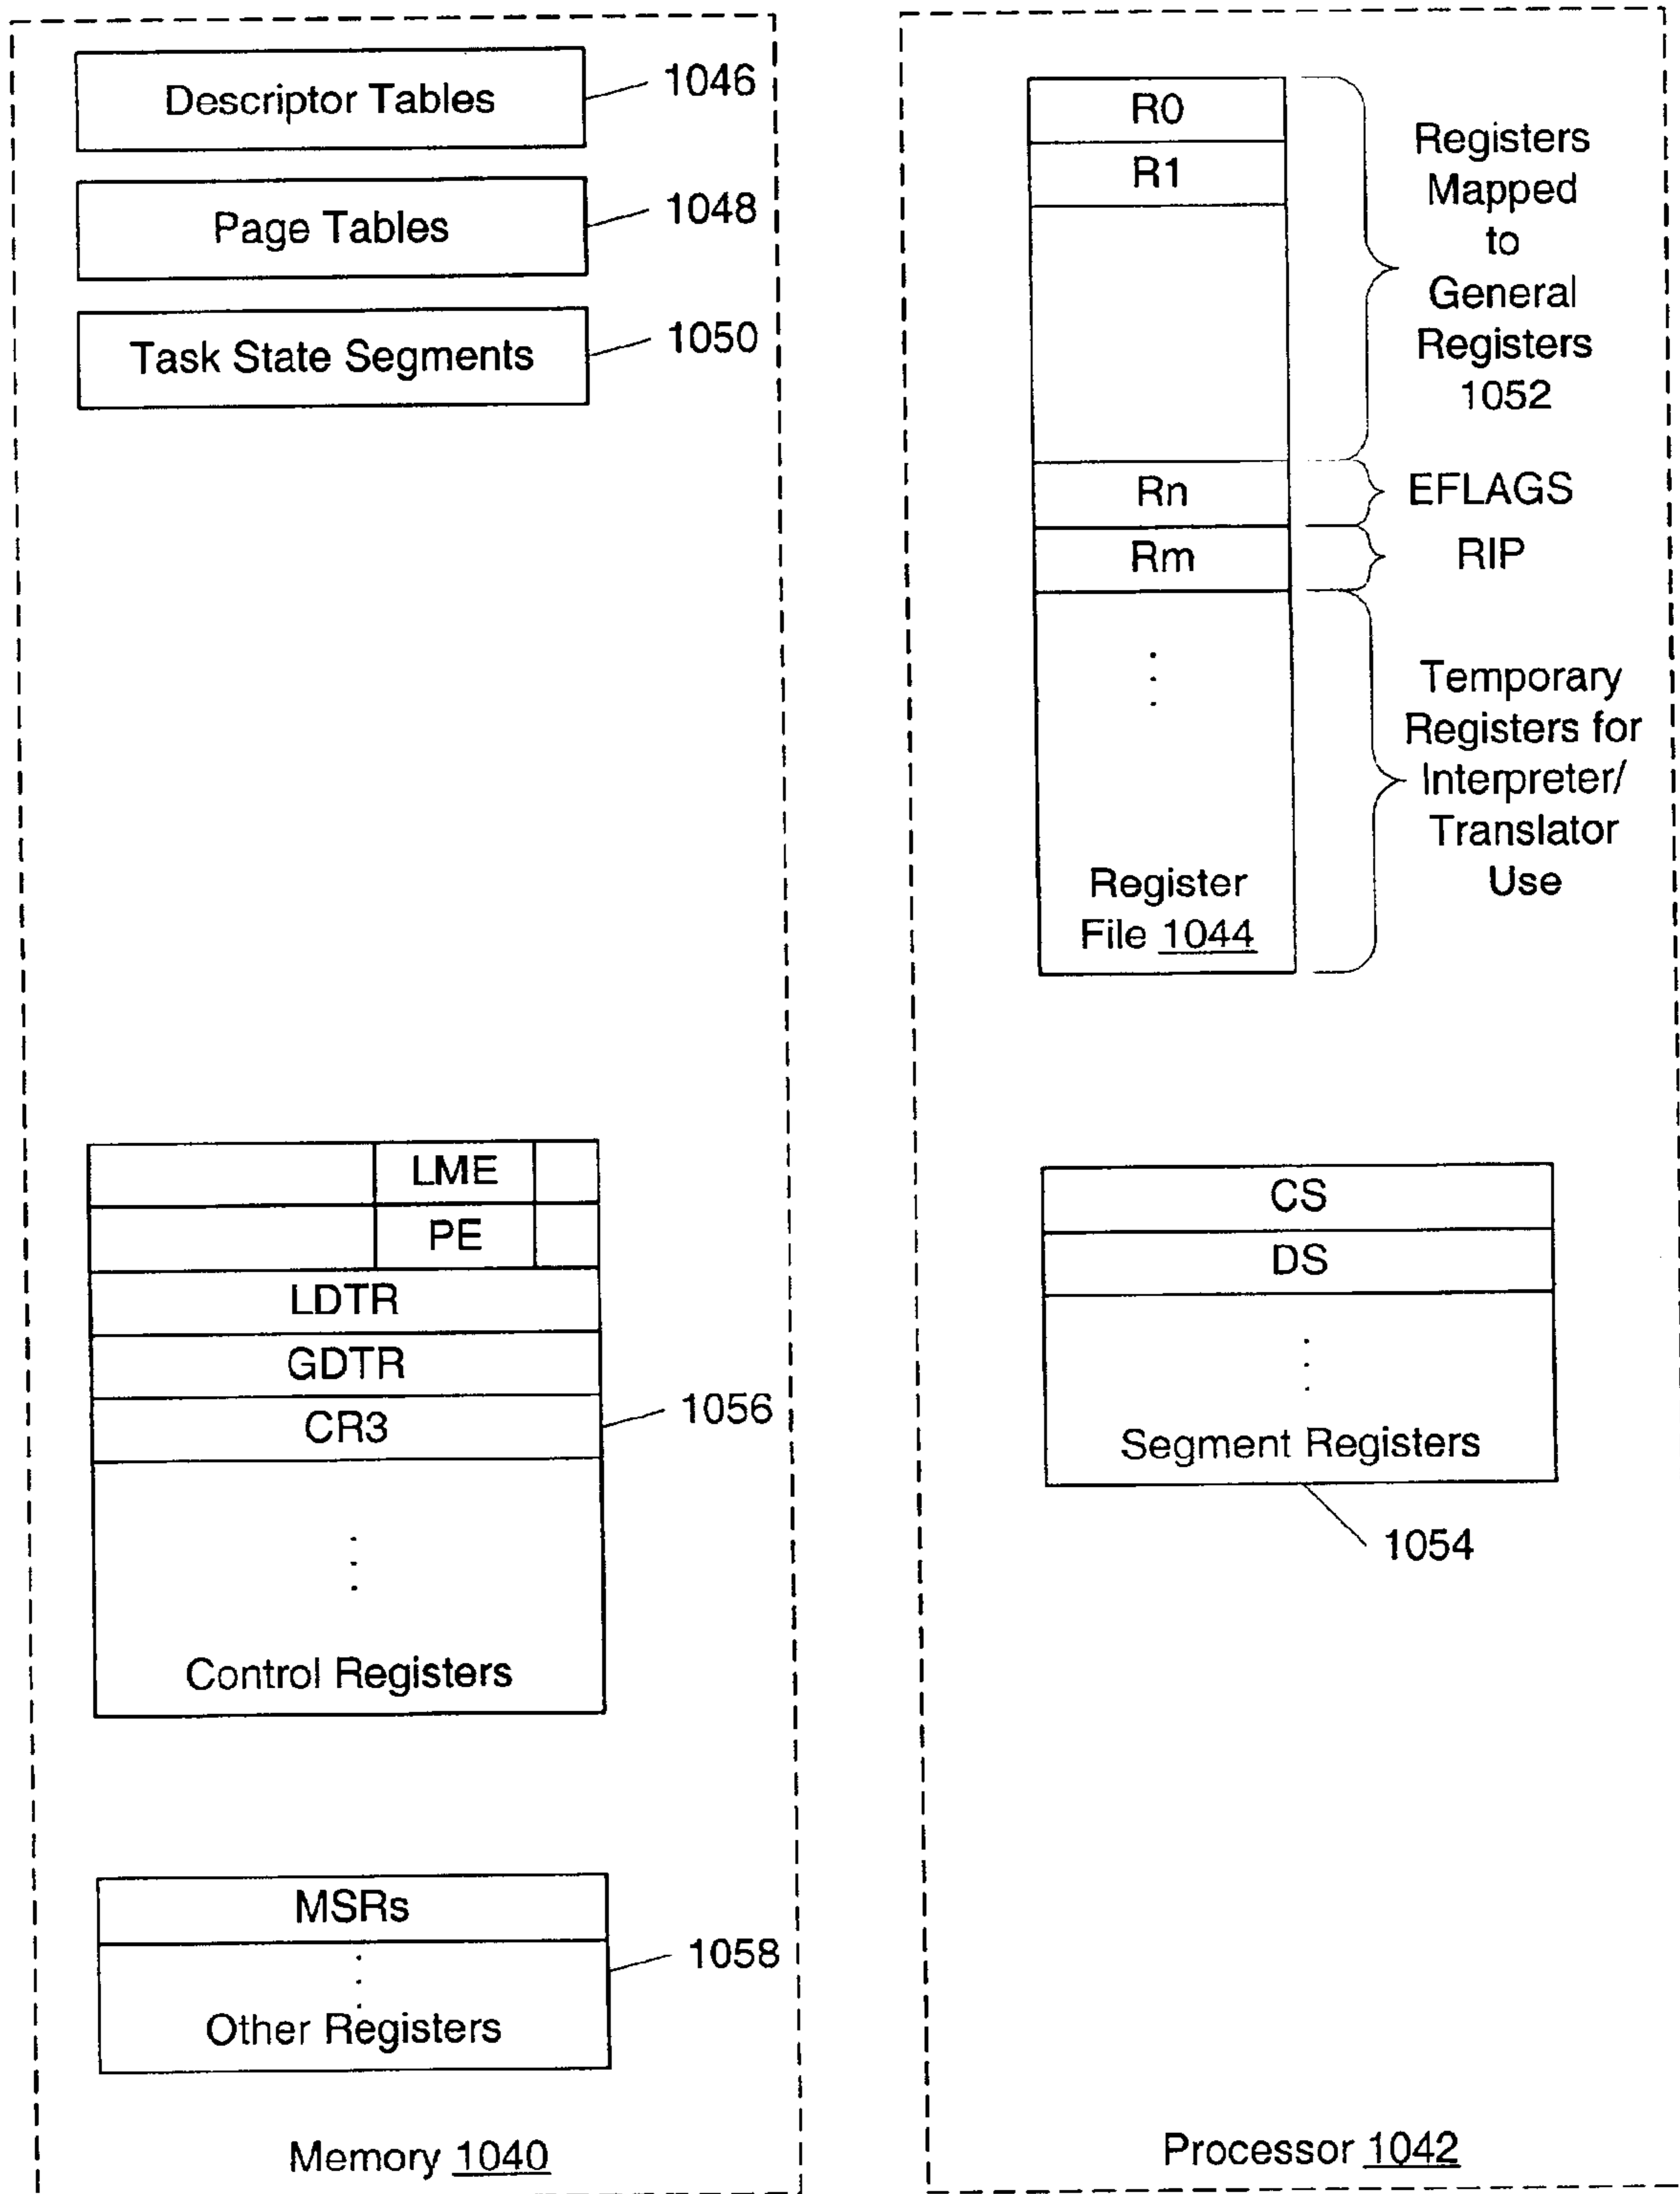 Descriptor Tables
1046
Page Tables
1048
Task State Segments
1050
LME
PE
LDTR
GDTR
CR3
1056
Control Registers
MSRs
1058
Other Registers
Memory 1040
R0
R1
Registers
Mapped
to
General
Registers
1052
Rn
EFLAGS
Rm
RIP
Temporary
Registers for
Interpreter/
Translator
Use
Register
File 1044
CS
DS
Segment Registers
1054
Processor 1042